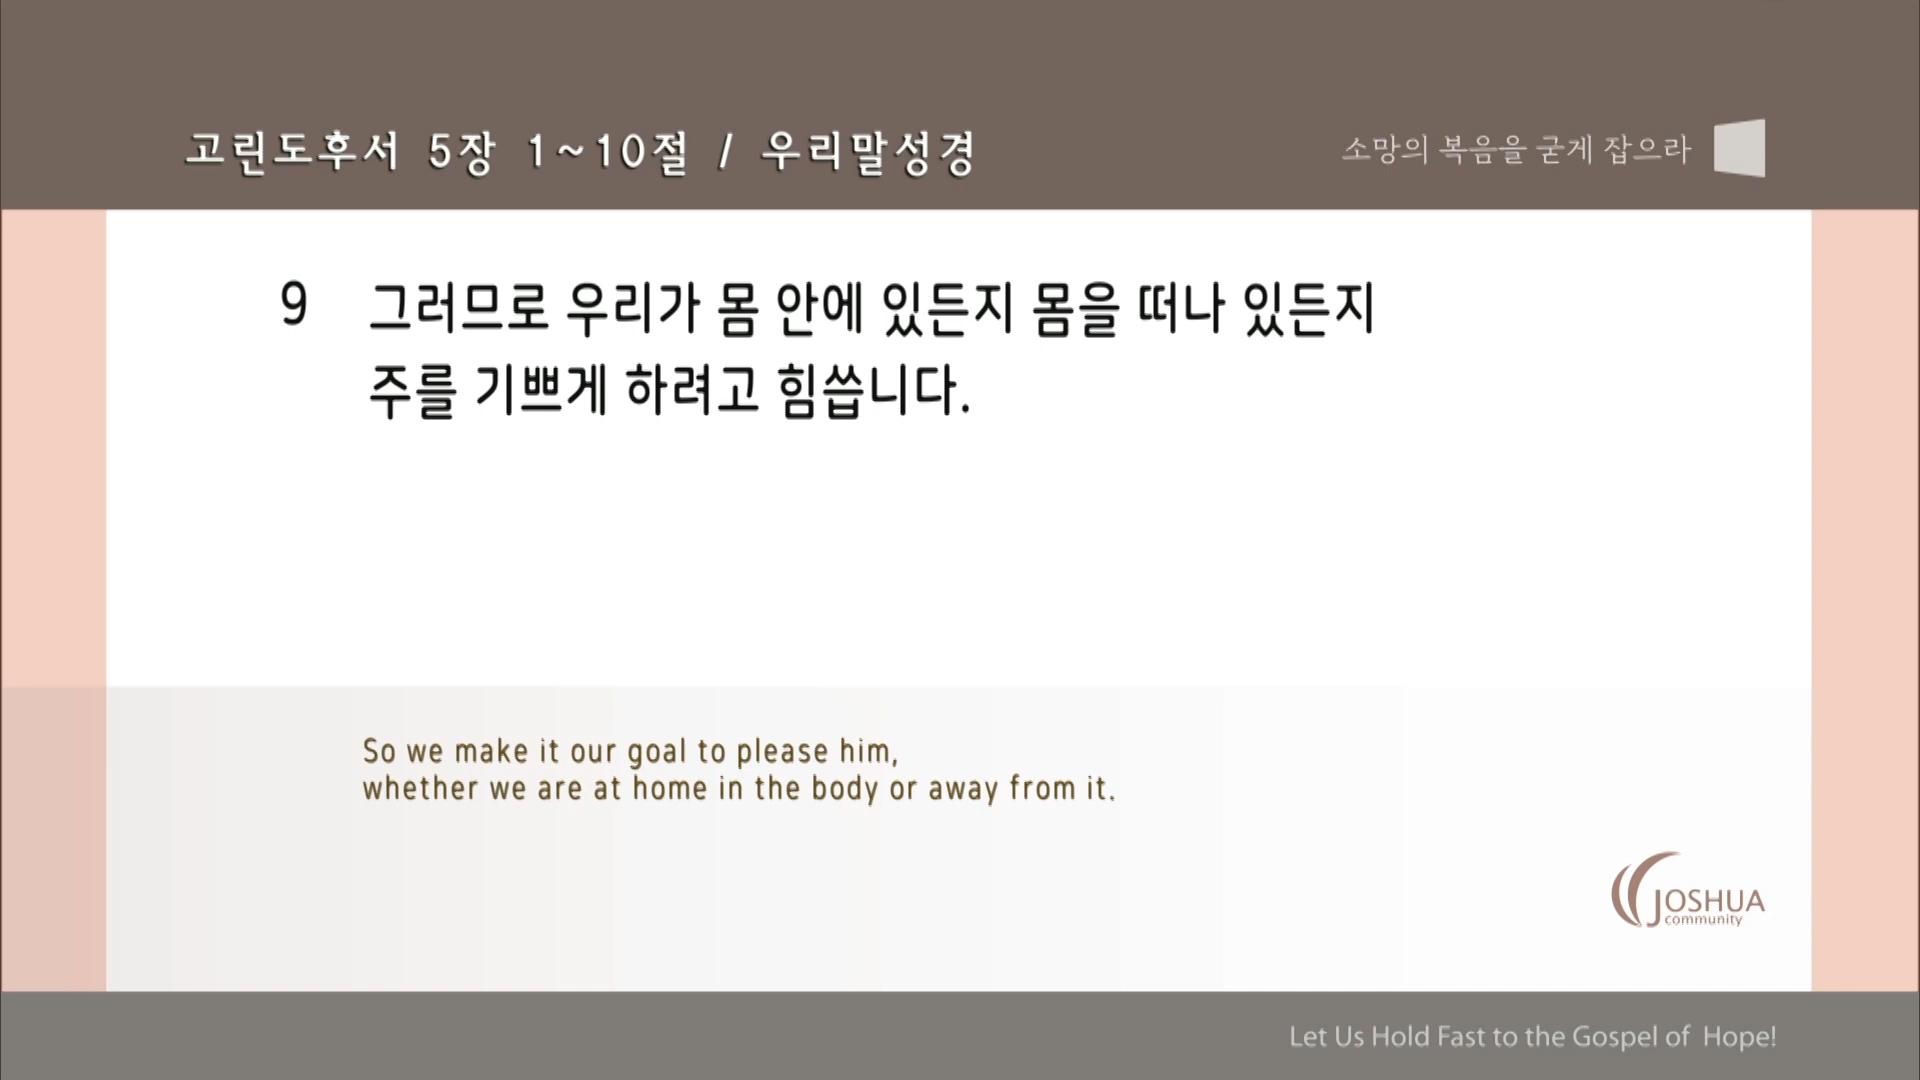 고린도후서 5장 1~10절 / 우리말성경
소망의 복음을 굳게 잡으라
9 그러므로 우리가 몸 안에 있든지 몸을 떠나 있든지
주를 기쁘게 하려고 힘씁니다.
So we make it our goal to please him,
whether we are at home in the body or away from it.
JOSHUA
community
Let Us Hold Fast to the Gospel of Hope!